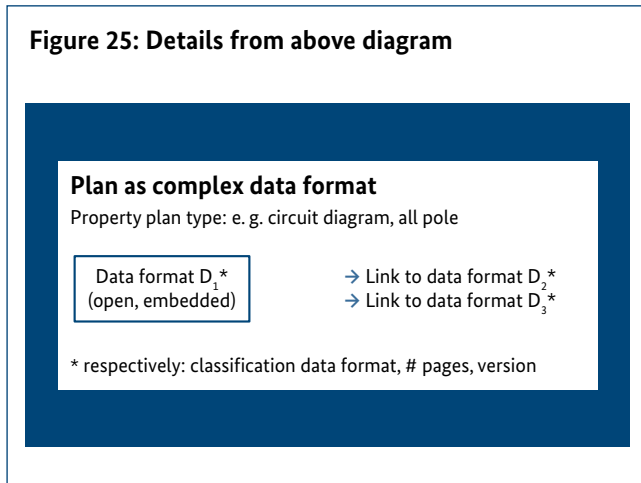 Figure 25: Details from above diagram
Plan as complex data format
Property plan type: e. g. circuit diagram, all pole
Data format D₁*
(open, embedded)
→ Link to data format D₂*
→ Link to data format D₃*
* respectively: classification data format, # pages, version